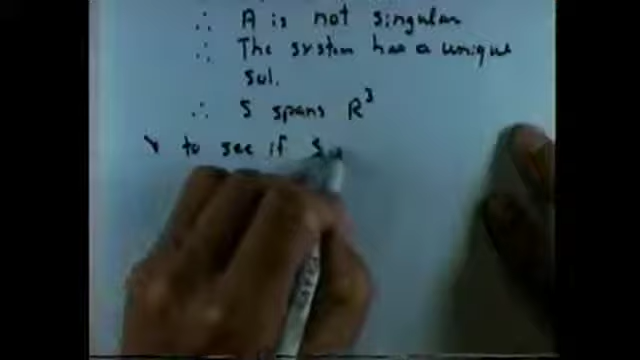 ∴ A is not singular
∴ The system has a unique
sol.
∴ S spans R³
to see if S